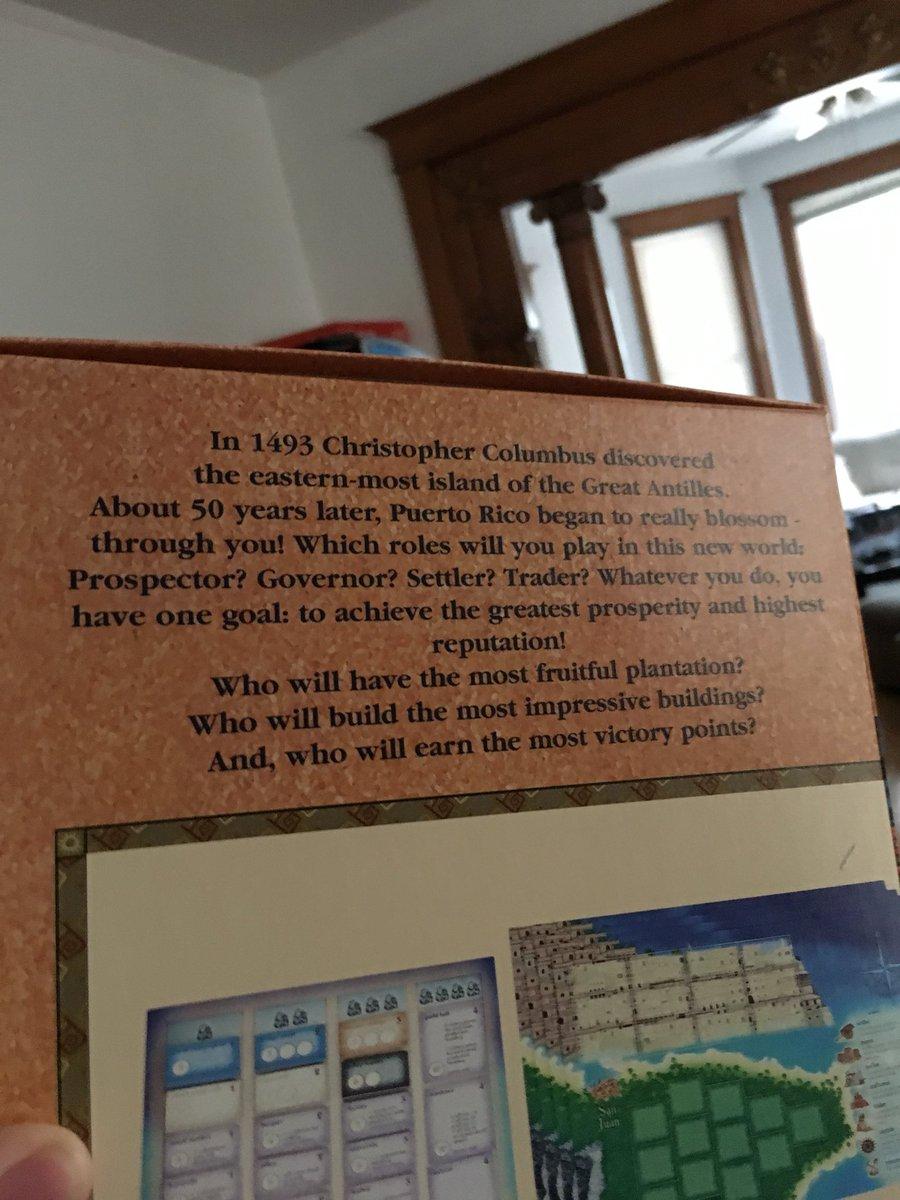 In 1493 Christopher Columbus discovered
the eastern-most island of the Great Antilles.
About 50 years later, Puerto Rico began to really blossom -
through you! Which roles will you play in this new world:
Prospector? Governor? Settler? Trader? Whatever you do, you
have one goal: to achieve the greatest prosperity and highest
reputation!
Who will have the most fruitful plantation?
Who will build the most impressive buildings?
And, who will earn the most victory points?
San
Juan